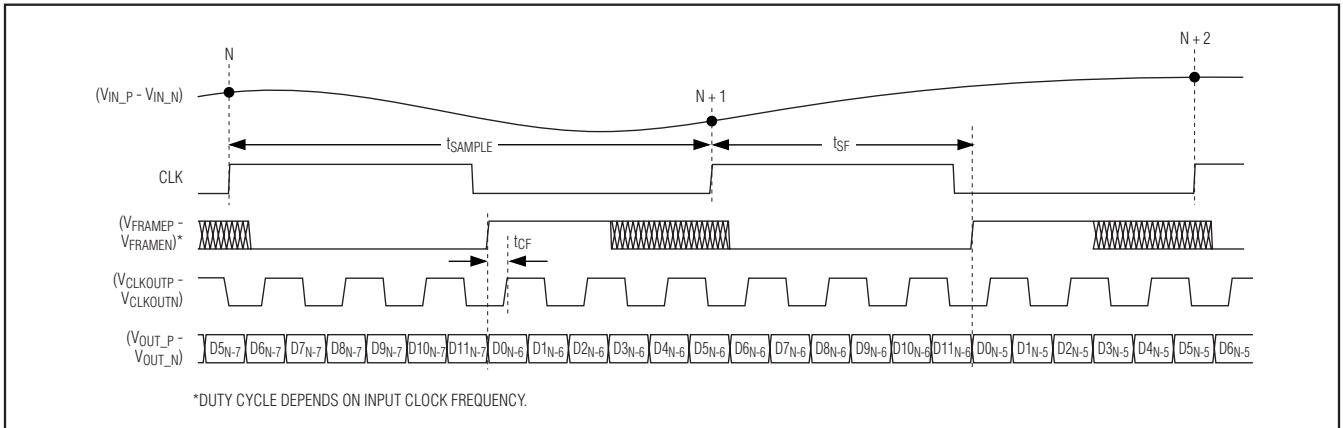 N
N + 1
N + 2
(VIN_P - VIN_N)
tSAMPLE
tSF
CLK
(VFRAMEP -
VFRAMEN)*
tCF
(VCLKOUTP -
VCLKOUTN)
(VOUT_P -
VOUT_N)
D5N-7 D6N-7 D7N-7 D8N-7 D9N-7 D10N-7 D11N-7 D0N-6 D1N-6 D2N-6 D3N-6 D4N-6 D5N-6 D6N-6 D7N-6 D8N-6 D9N-6 D10N-6 D11N-6 D0N-5 D1N-5 D2N-5 D3N-5 D4N-5 D5N-5 D6N-5
*DUTY CYCLE DEPENDS ON INPUT CLOCK FREQUENCY.